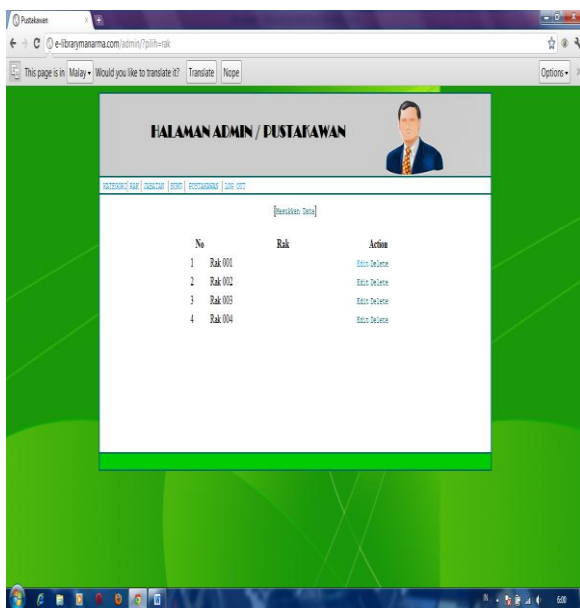 Pustakawan
e-librarymanarma.com/admin/?pilih=rak
This page is in Malay Would you like to translate it? Translate Nope Options
HALAMAN ADMIN / PUSTAKAWAN
KATEGORI| RAK | JABATAN | BUKU | PUSTAKAWAN | LOG OUT
[Masukkan Data]
No Rak Action
1 Rak 001 Edit Delete
2 Rak 002 Edit Delete
3 Rak 003 Edit Delete
4 Rak 004 Edit Delete
6:00